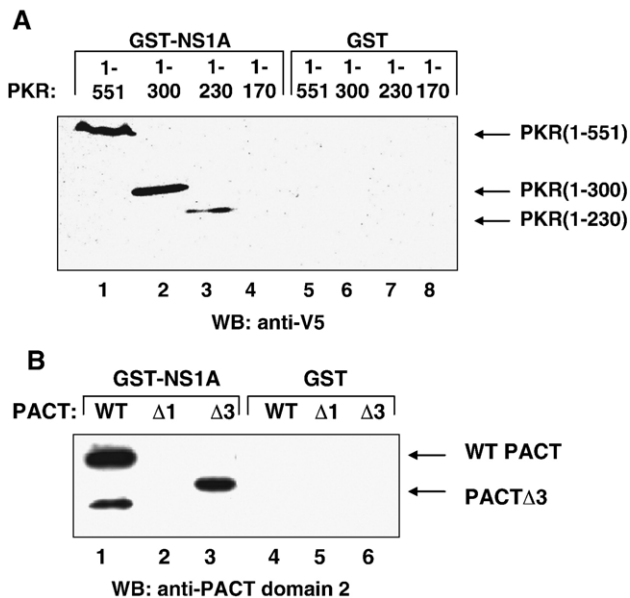 A
GST-NS1A GST
1- 1- 1- 1- 1- 1- 1- 1-
PKR: 551 300 230 170 551 300 230 170
PKR(1-551)
PKR(1-300)
PKR(1-230)
1 2 3 4 5 6 7 8
WB: anti-V5
B
GST-NS1A GST
PACT: WT Δ1 Δ3 WT Δ1 Δ3
WT PACT
PACTΔ3
1 2 3 4 5 6
WB: anti-PACT domain 2